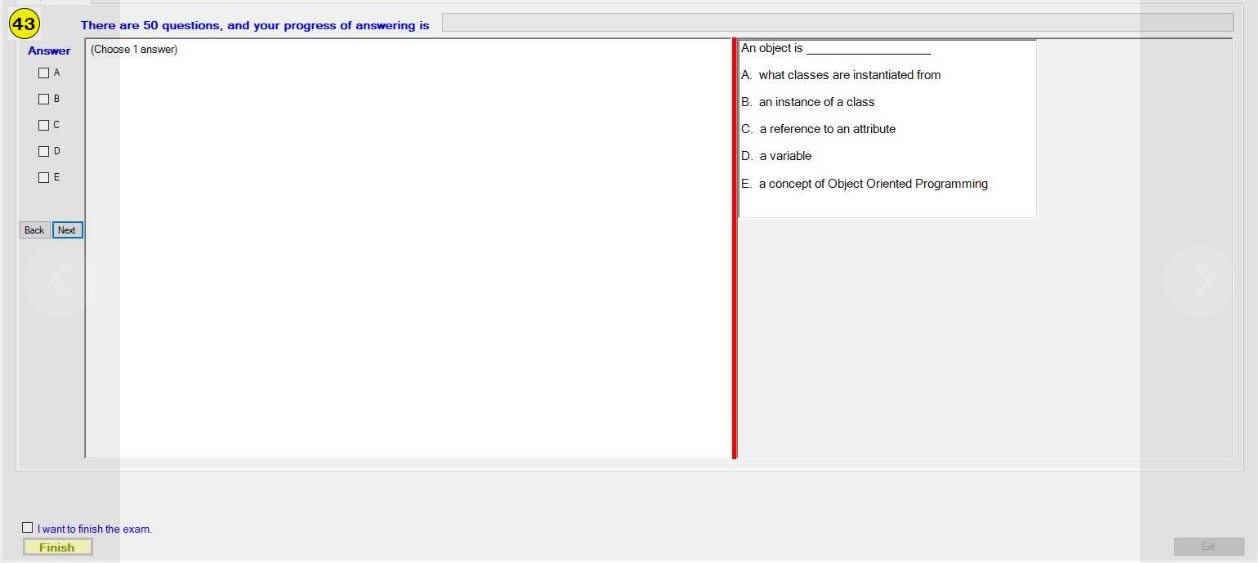 43
There are 50 questions, and your progress of answering is
Answer
(Choose 1 answer)
A
B
C
D
E
Back
Next
An object is ___________________
A. what classes are instantiated from
B. an instance of a class
C. a reference to an attribute
D. a variable
E. a concept of Object Oriented Programming
I want to finish the exam.
Finish
Exit